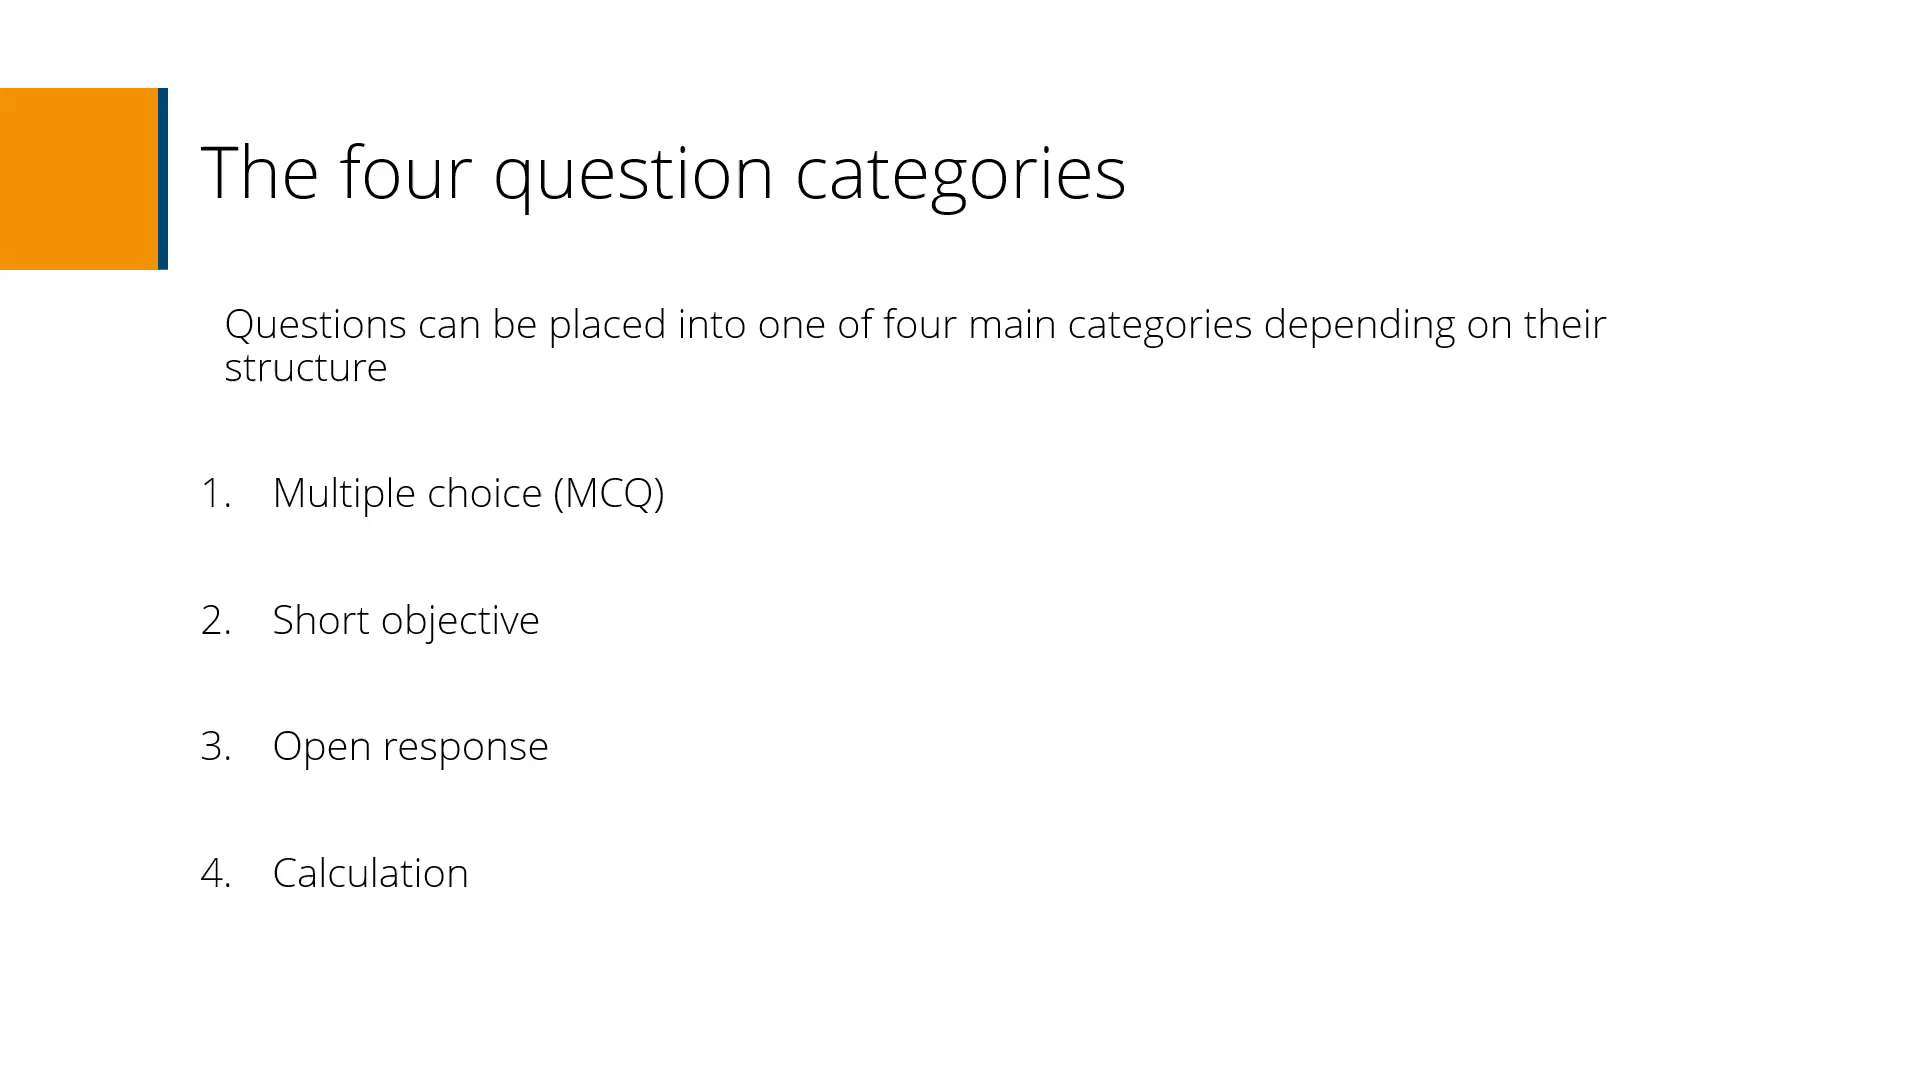 The four question categories
Questions can be placed into one of four main categories depending on their
structure
1. Multiple choice (MCQ)
2. Short objective
3. Open response
4. Calculation